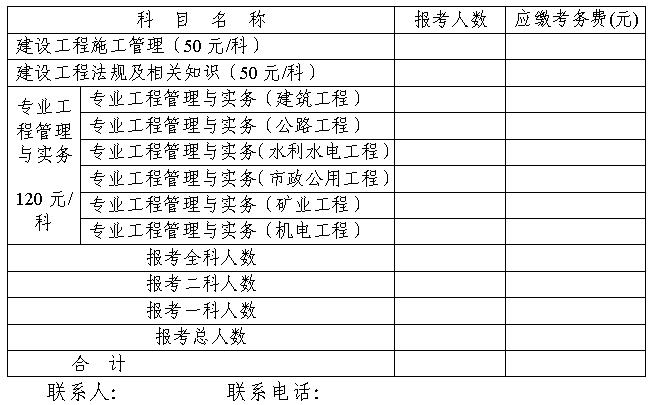 科 目 名 称 报考人数 应缴考务费(元)
建设工程施工管理（50 元/科）
建设工程法规及相关知识（50 元/科）
专业工程管理与实务 120 元/科
专业工程管理与实务（建筑工程）
专业工程管理与实务（公路工程）
专业工程管理与实务(水利水电工程)
专业工程管理与实务(市政公用工程)
专业工程管理与实务（矿业工程）
专业工程管理与实务（机电工程）
报考全科人数
报考二科人数
报考一科人数
报考总人数
合 计
联系人: 联系电话: